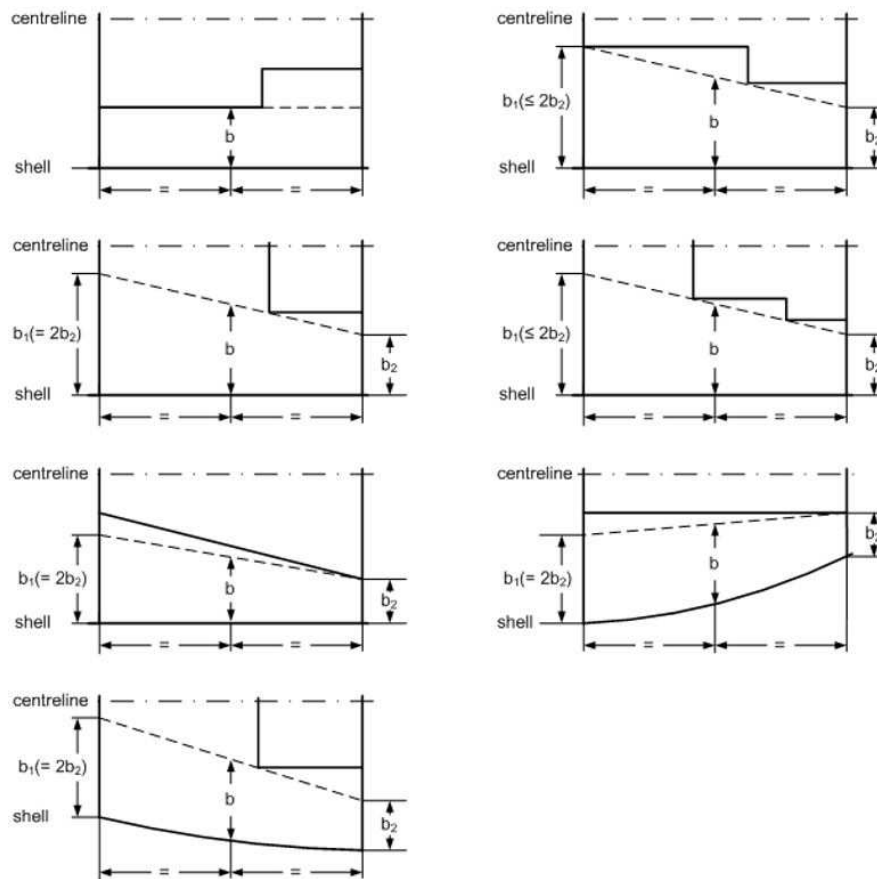 centreline
b
shell
= =
centreline
b₁(≤ 2b₂)
b
b₂
shell
= =
centreline
b₁(= 2b₂)
b
b₂
shell
= =
centreline
b₁(≤ 2b₂)
b
b₂
shell
= =
centreline
b₁(= 2b₂)
b
b₂
shell
= =
centreline
b₂
b
b₁(= 2b₂)
shell
= =
centreline
b₁(= 2b₂)
b
shell
b₂
= =